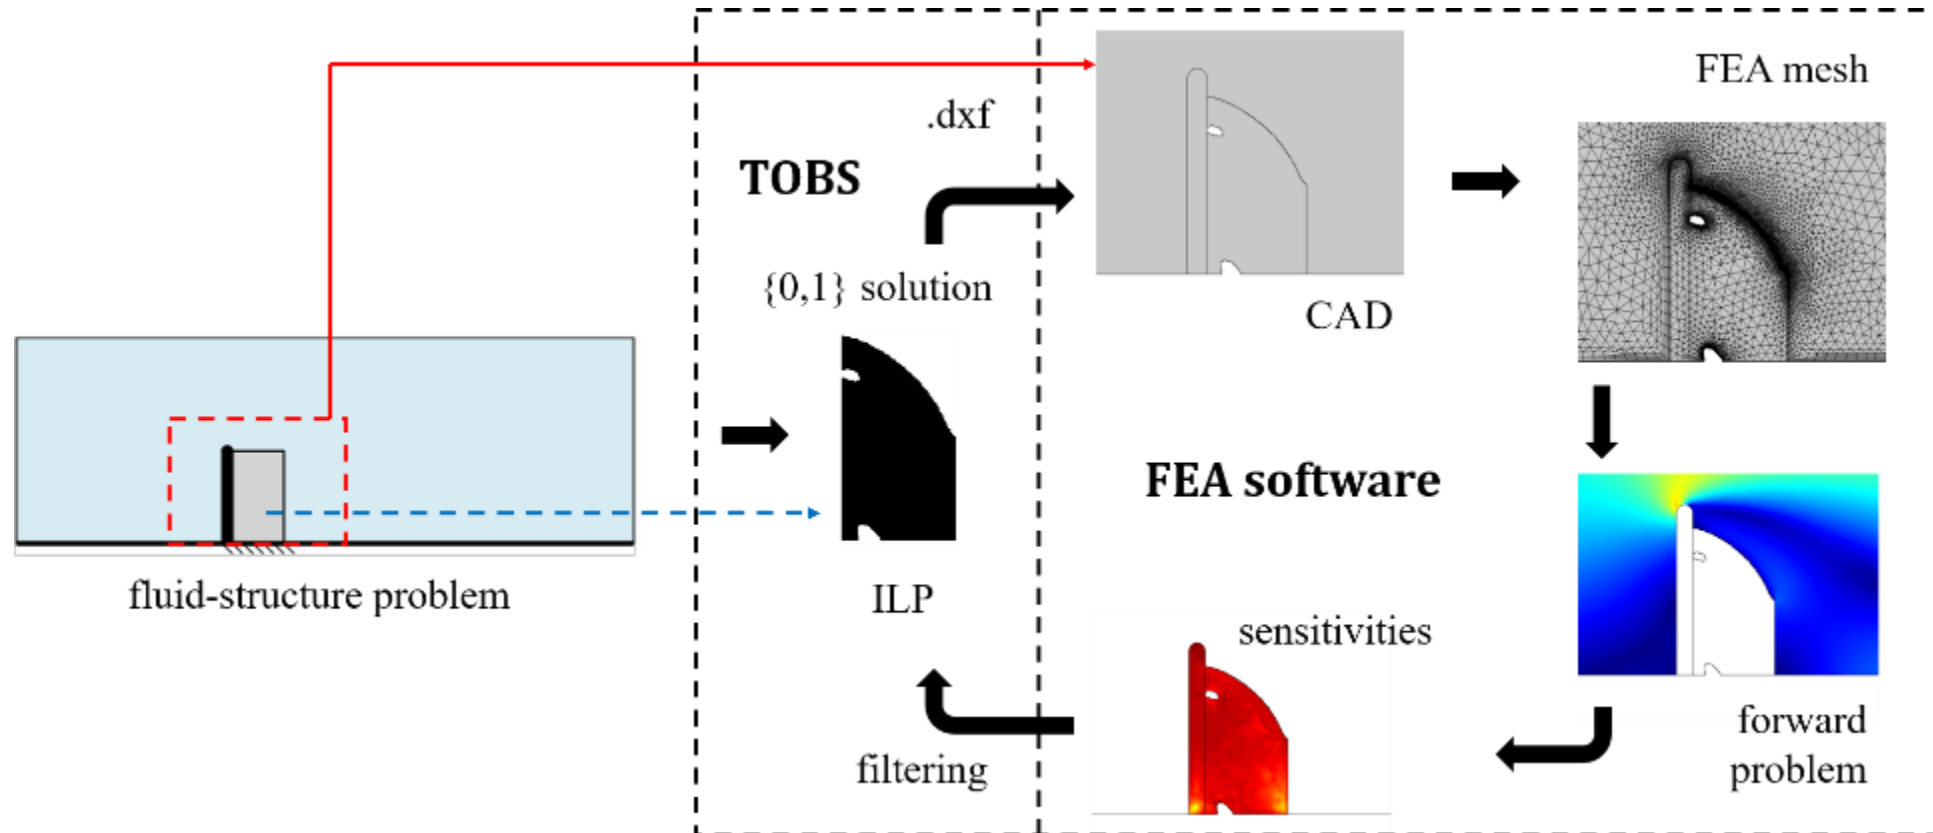 FEA mesh
.dxf
TOBS
{0,1} solution
CAD
FEA software
fluid-structure problem
ILP
sensitivities
filtering
forward
problem